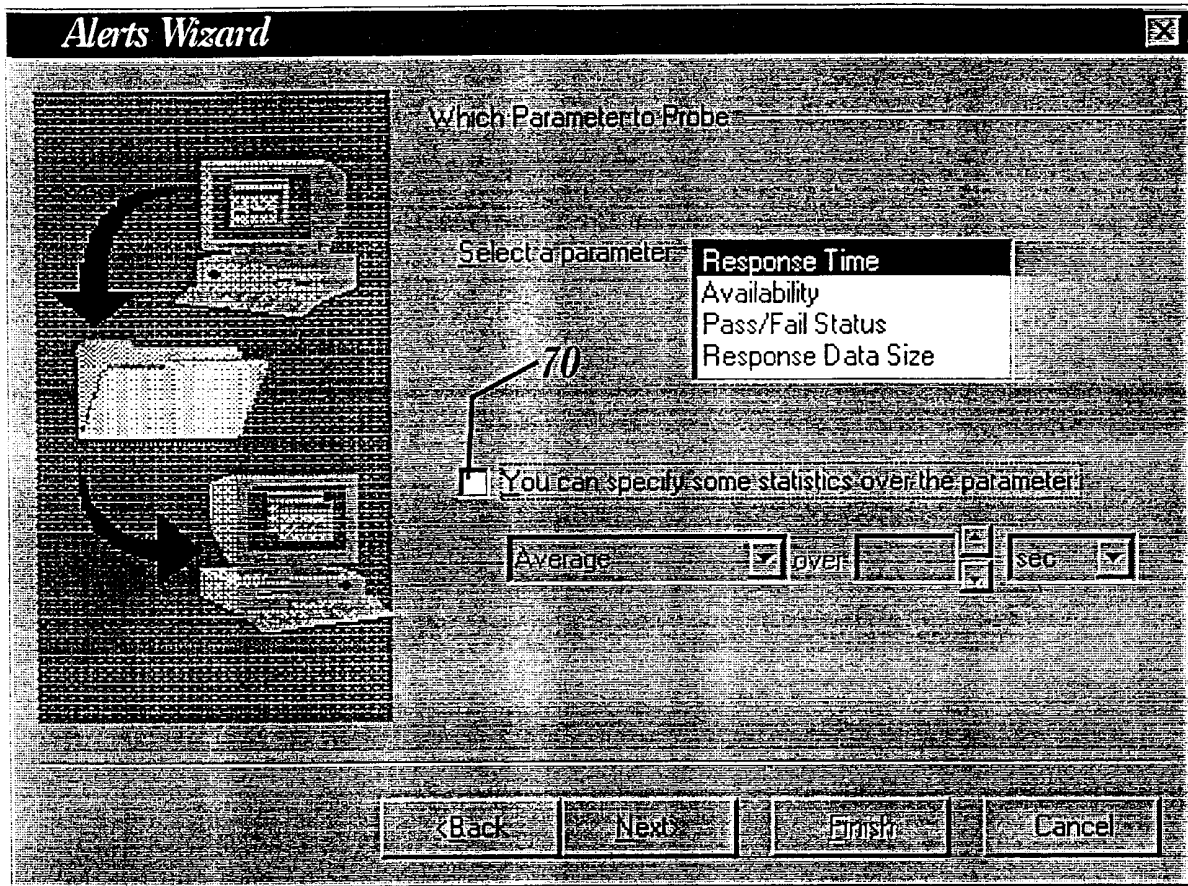 Alerts Wizard
Which Parameter to Probe
Select a parameter:
Response Time
Availability
Pass/Fail Status
Response Data Size
70
You can specify some statistics over the parameter!
Average over sec
<Back Next> Finish Cancel